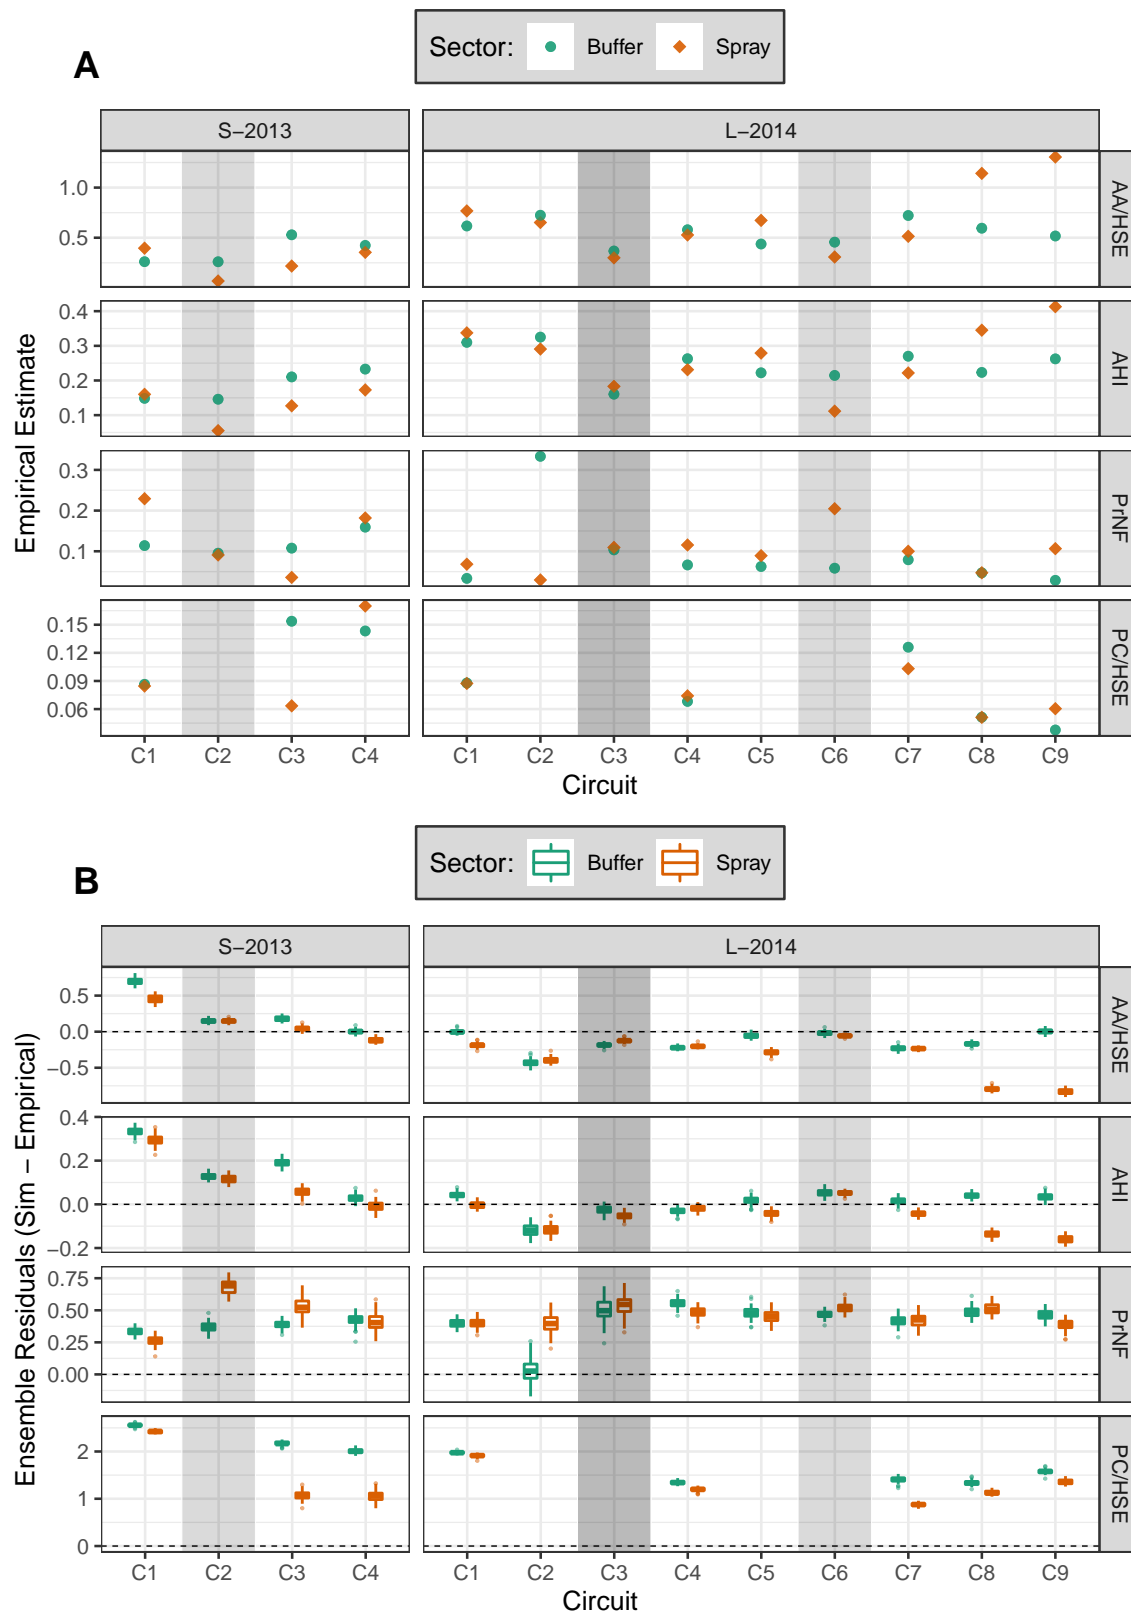 A
Sector: Buffer Spray
S−2013 L−2014
Empirical Estimate
1.0
0.5
AA/HSE
0.4
0.3
0.2
0.1
AHI
0.3
0.2
0.1
PrNF
0.15
0.12
0.09
0.06
PC/HSE
C1 C2 C3 C4 C1 C2 C3 C4 C5 C6 C7 C8 C9
Circuit
B
Sector: Buffer Spray
S−2013 L−2014
Ensemble Residuals (Sim − Empirical)
0.5
0.0
−0.5
AA/HSE
0.4
0.2
0.0
−0.2
AHI
0.75
0.50
0.25
0.00
PrNF
2
1
0
PC/HSE
C1 C2 C3 C4 C1 C2 C3 C4 C5 C6 C7 C8 C9
Circuit